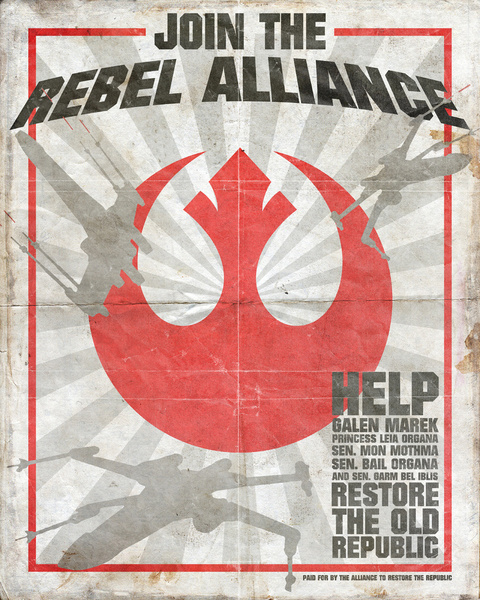 JOIN THE
REBEL ALLIANCE
HELP
GALEN MAREK
PRINCESS LEIA ORGANA
SEN. MON MOTHMA
SEN. BAIL ORGANA
AND SEN. GARM BEL IBLIS
RESTORE
THE OLD
REPUBLIC
PAID FOR BY THE ALLIANCE TO RESTORE THE REPUBLIC